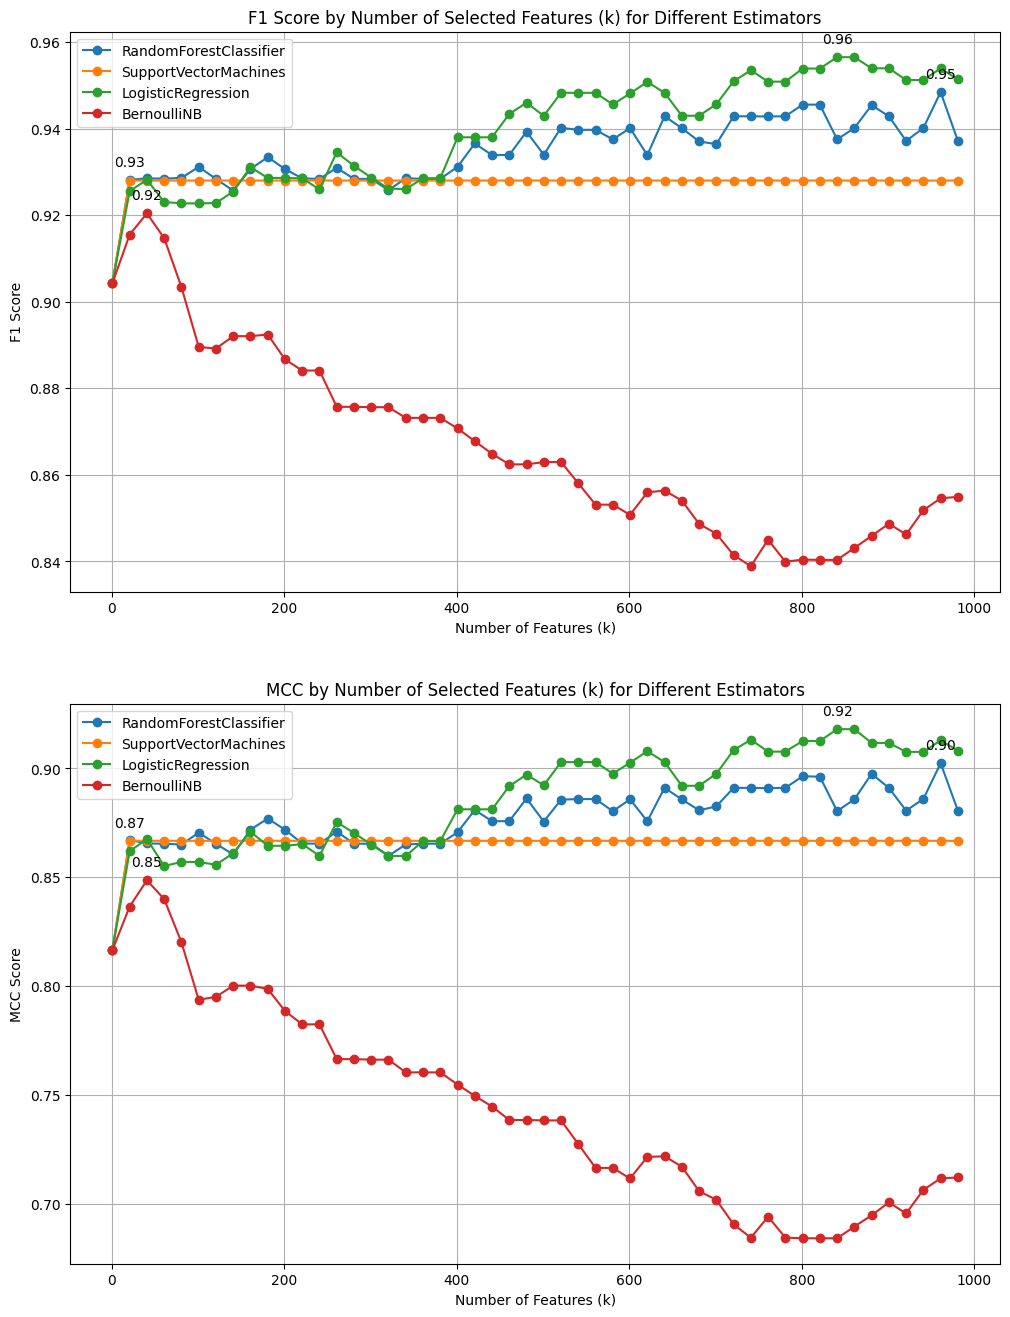 F1 Score by Number of Selected Features (k) for Different Estimators
RandomForestClassifier
SupportVectorMachines
LogisticRegression
BernoulliNB
0.96
0.95
0.93
0.92
0.96
0.94
0.92
0.90
0.88
0.86
0.84
F1 Score
0 200 400 600 800 1000
Number of Features (k)
MCC by Number of Selected Features (k) for Different Estimators
RandomForestClassifier
SupportVectorMachines
LogisticRegression
BernoulliNB
0.92
0.90
0.87
0.85
0.90
0.85
0.80
0.75
0.70
MCC Score
0 200 400 600 800 1000
Number of Features (k)